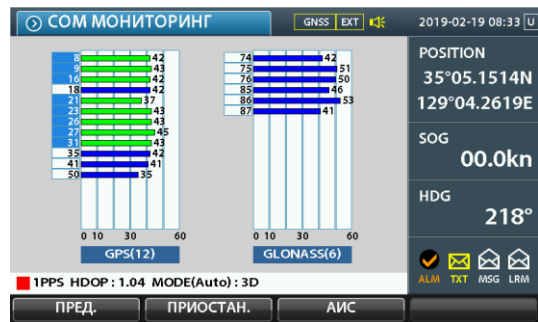 СОМ МОНИТОРИНГ
GNSS EXT
2019-02-19 08:33 U
8 42
9 43
16 42
18 42
21 37
23 43
26 43
27 45
31 43
35 42
41 41
50 35
0 10 30 60
GPS(12)
74 42
75 51
76 50
85 46
86 53
87 41
0 10 30 60
GLONASS(6)
1PPS HDOP : 1.04 MODE(Auto) : 3D
POSITION
35°05.1514N
129°04.2619E
SOG
00.0kn
HDG
218°
ALM TXT MSG LRM
ПРЕД. ПРИОСТАН. АИС